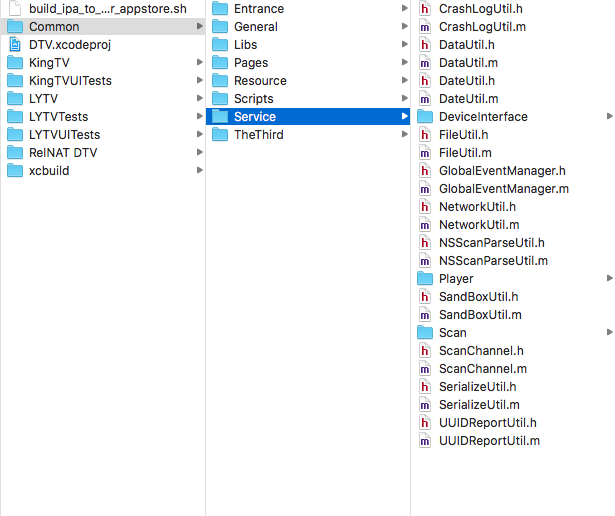 build_ipa_to_...r_appstore.sh
Common
DTV.xcodeproj
KingTV
KingTVUITests
LYTV
LYTVTests
LYTVUITests
RelNAT DTV
xcbuild
Entrance
General
Libs
Pages
Resource
Scripts
Service
TheThird
CrashLogUtil.h
CrashLogUtil.m
DataUtil.h
DataUtil.m
DateUtil.h
DateUtil.m
DeviceInterface
FileUtil.h
FileUtil.m
GlobalEventManager.h
GlobalEventManager.m
NetworkUtil.h
NetworkUtil.m
NSScanParseUtil.h
NSScanParseUtil.m
Player
SandBoxUtil.h
SandBoxUtil.m
Scan
ScanChannel.h
ScanChannel.m
SerializeUtil.h
SerializeUtil.m
UUIDReportUtil.h
UUIDReportUtil.m